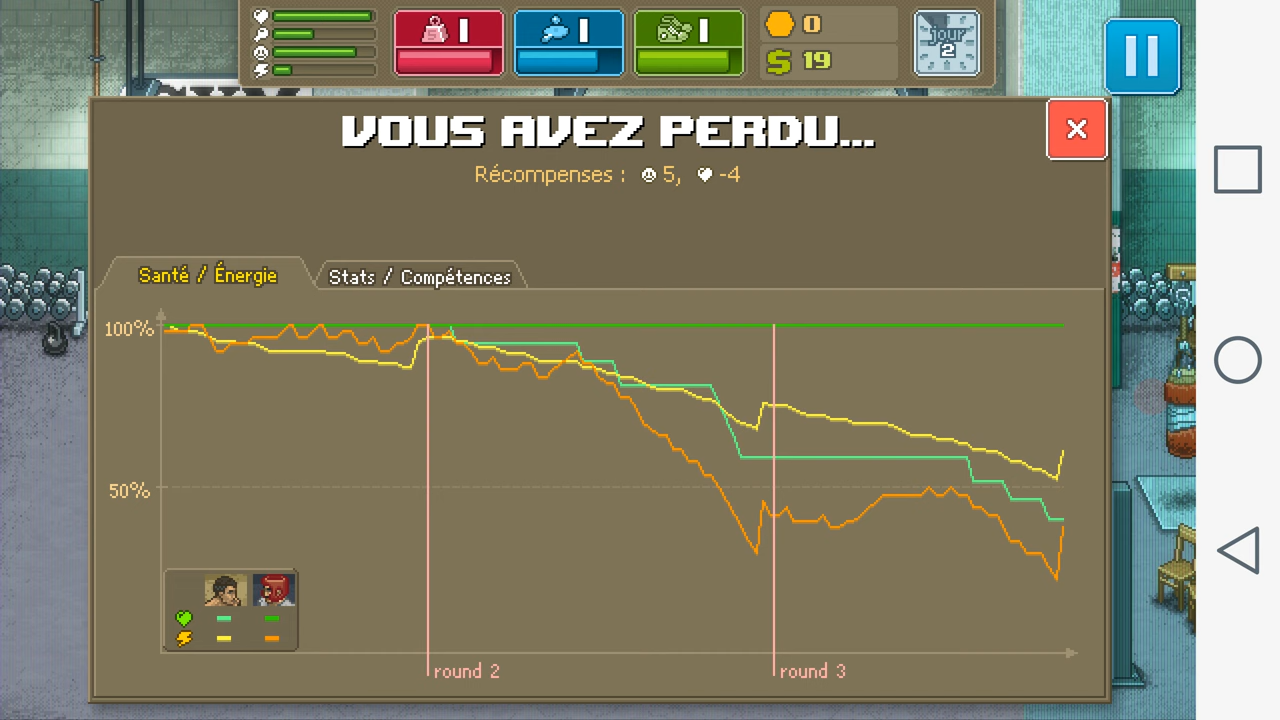 1
1
1
0
19
jour
2
VOUS AVEZ PERDU...
Récompenses : 5, -4
Santé / Énergie
Stats / Compétences
100%
50%
round 2
round 3